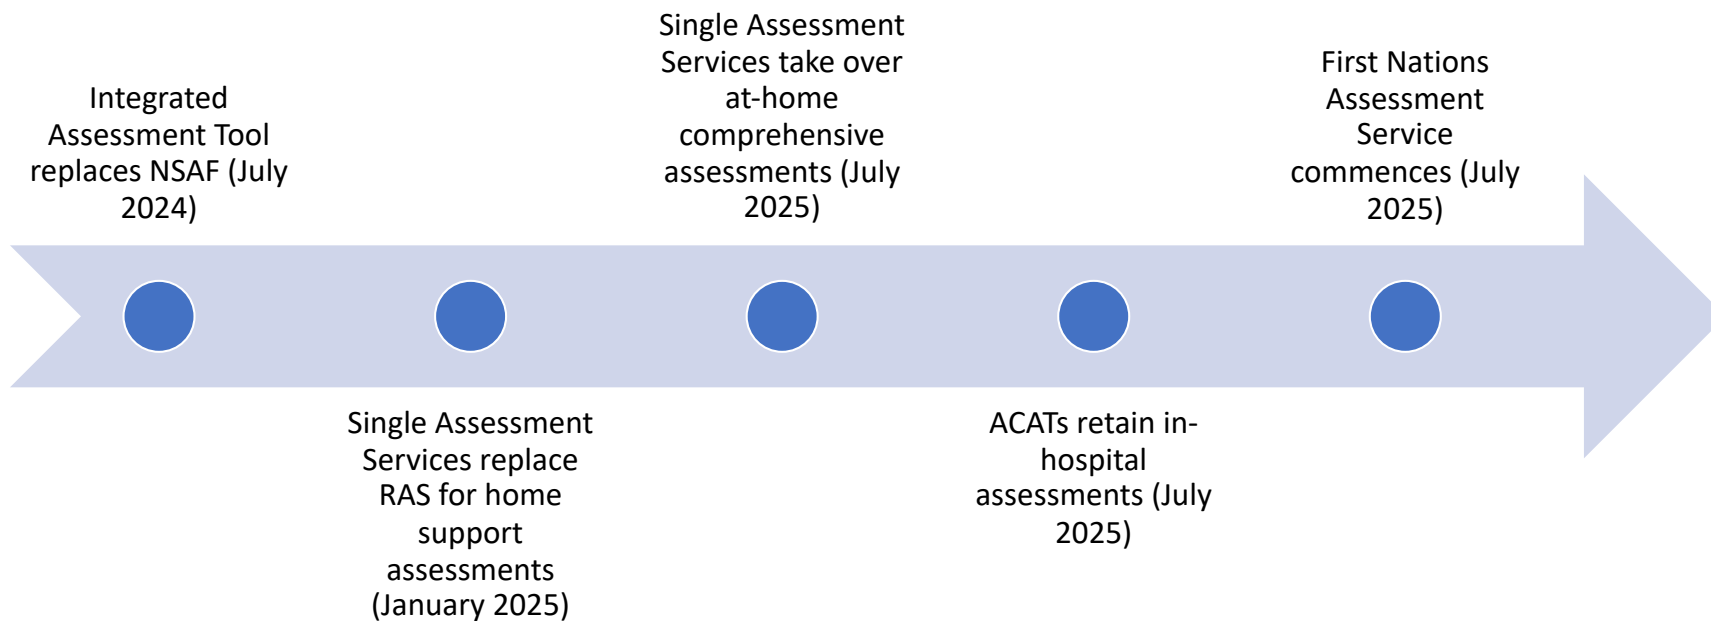 Integrated
Assessment Tool
replaces NSAF (July
2024)
Single Assessment
Services replace
RAS for home
support
assessments
(January 2025)
Single Assessment
Services take over
at-home
comprehensive
assessments (July
2025)
ACATs retain in-
hospital
assessments (July
2025)
First Nations
Assessment
Service
commences (July
2025)